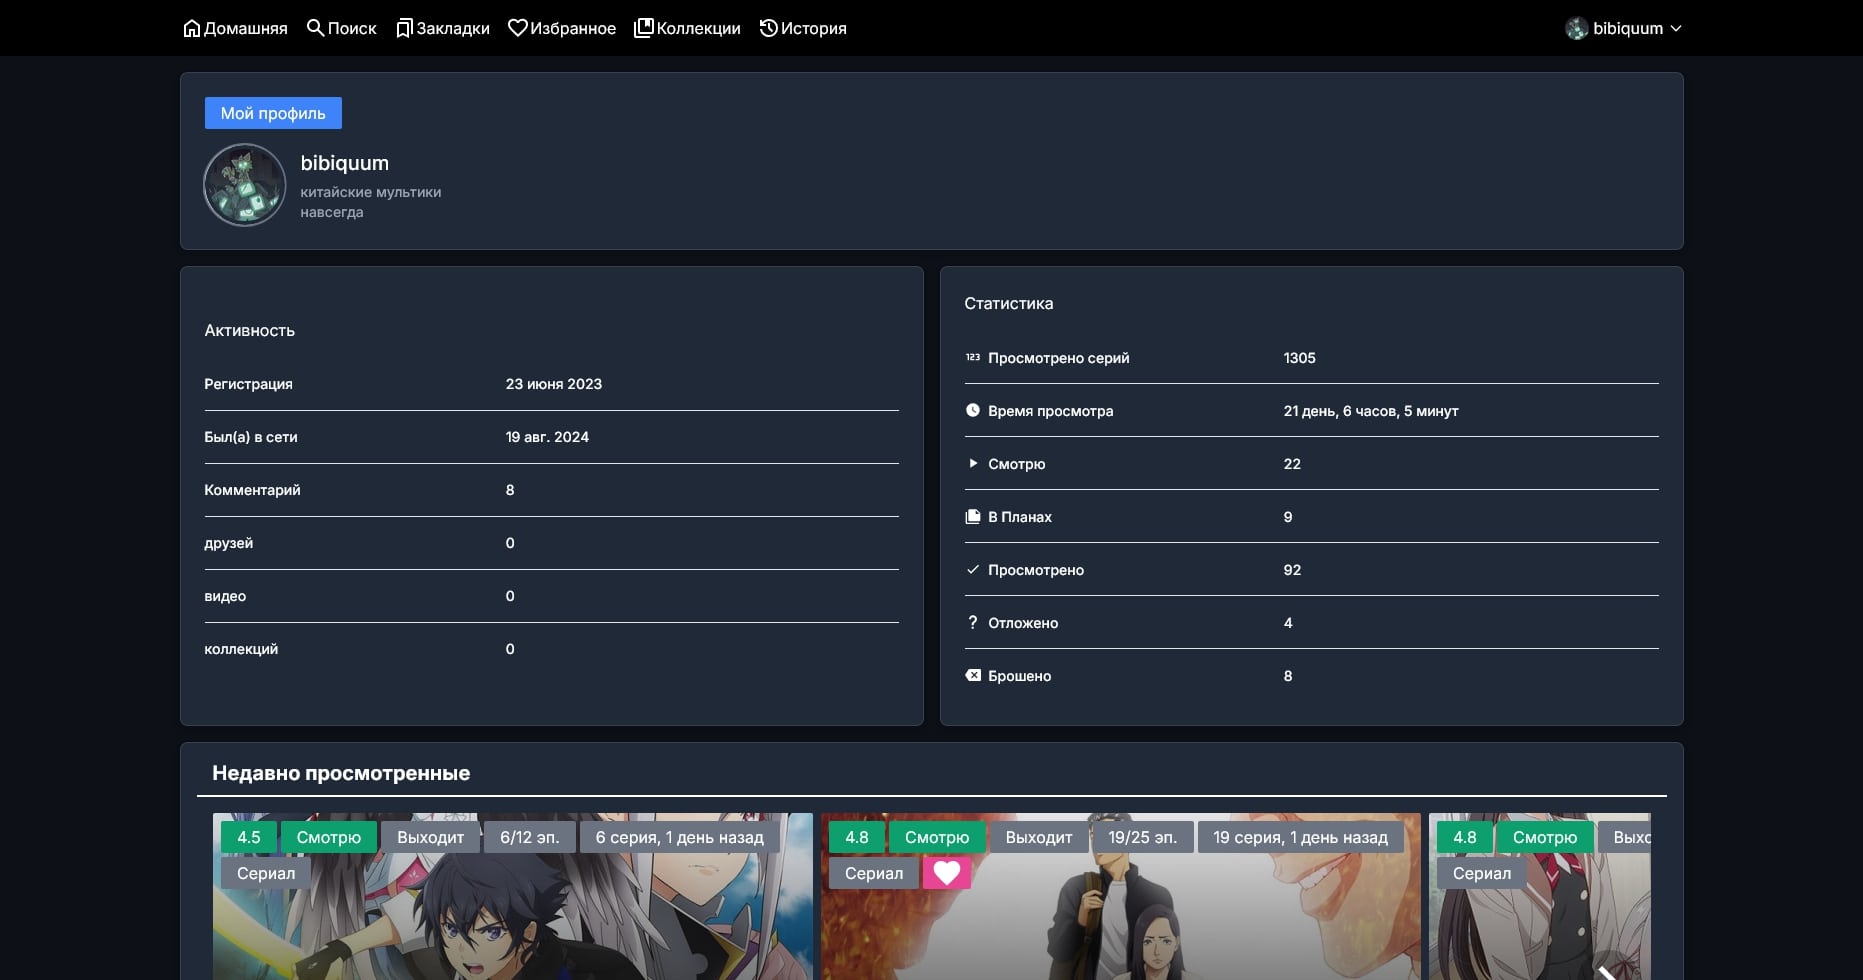 Домашняя Поиск Закладки Избранное Коллекции История bibiquum
Мой профиль
bibiquum
китайские мультики
навсегда
Активность
Регистрация 23 июня 2023
Был(а) в сети 19 авг. 2024
Комментарий 8
друзей 0
видео 0
коллекций 0
Статистика
123 Просмотрено серий 1305
Время просмотра 21 день, 6 часов, 5 минут
Смотрю 22
В Планах 9
Просмотрено 92
? Отложено 4
Брошено 8
Недавно просмотренные
4.5 Смотрю Выходит 6/12 эп. 6 серия, 1 день назад
Сериал
4.8 Смотрю Выходит 19/25 эп. 19 серия, 1 день назад
Сериал
4.8 Смотрю
Сериал